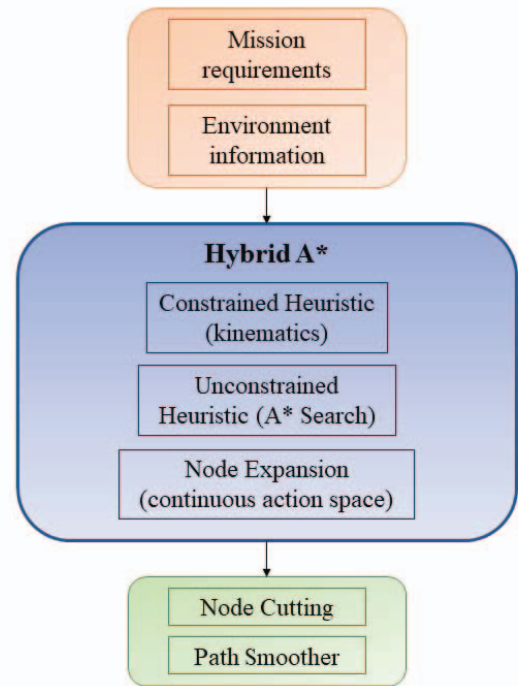 Mission
requirements
Environment
information
Hybrid A*
Constrained Heuristic
(kinematics)
Unconstrained
Heuristic (A* Search)
Node Expansion
(continuous action space)
Node Cutting
Path Smoother